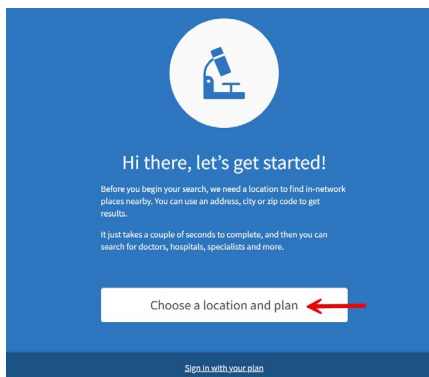 Hi there, let's get started!
Before you begin your search, we need a location to find in-network
places nearby. You can use an address, city or zip code to get
results.
It just takes a couple of seconds to complete, and then you can
search for doctors, hospitals, specialists and more.
Choose a location and plan
Sign in with your plan